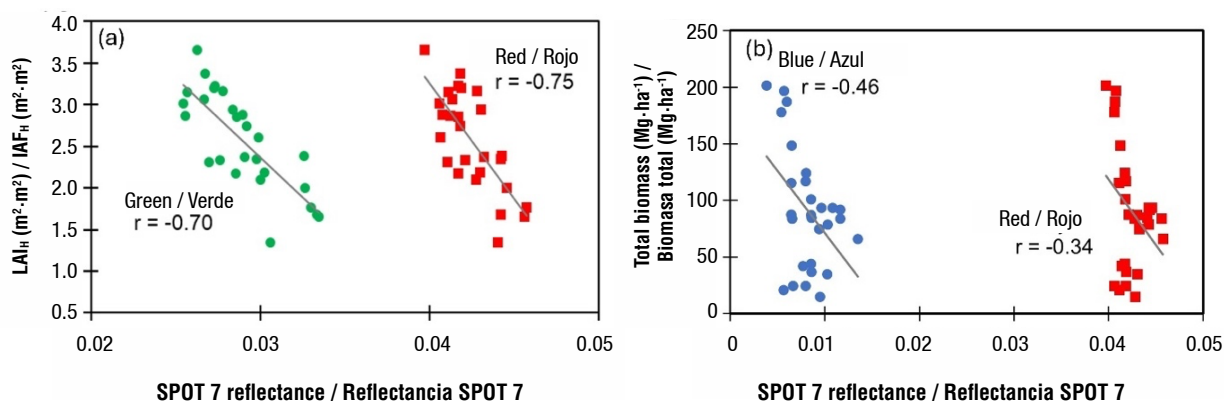 (a)
LAIH (m²·m²) / IAFH (m²·m²)
4.0
3.5
3.0
2.5
2.0
1.5
1.0
0.5
Red / Rojo
r = -0.75
Green / Verde
r = -0.70
0.02
0.03
0.04
0.05
SPOT 7 reflectance / Reflectancia SPOT 7
(b)
Total biomass (Mg·ha⁻¹) /
Biomasa total (Mg·ha⁻¹)
250
200
150
100
50
0
Blue / Azul
r = -0.46
Red / Rojo
r = -0.34
0
0.01
0.02
0.03
0.04
0.05
SPOT 7 reflectance / Reflectancia SPOT 7